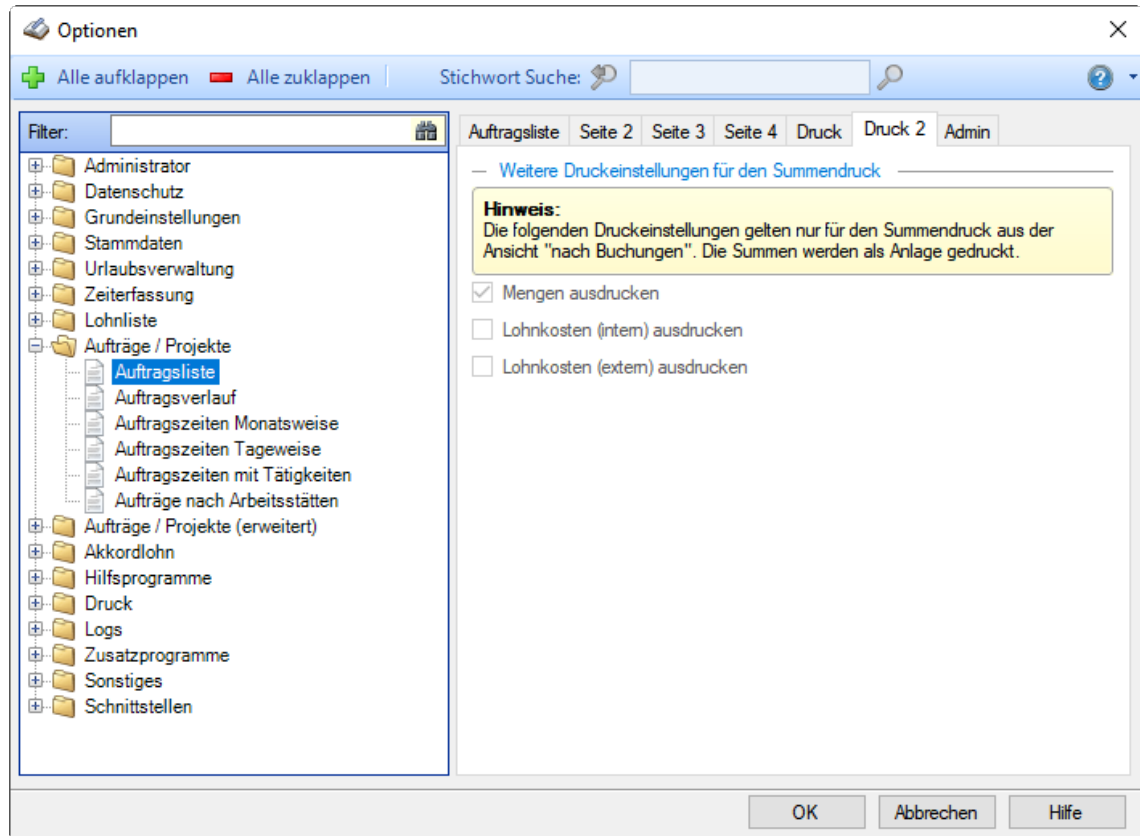 Optionen
Alle aufklappen Alle zuklappen Stichwort Suche:
Filter:
Administrator
Datenschutz
Grundeinstellungen
Stammdaten
Urlaubsverwaltung
Zeiterfassung
Lohnliste
Aufträge / Projekte
Auftragsliste
Auftragsverlauf
Auftragszeiten Monatsweise
Auftragszeiten Tageweise
Auftragszeiten mit Tätigkeiten
Aufträge nach Arbeitsstätten
Aufträge / Projekte (erweitert)
Akkordlohn
Hilfsprogramme
Druck
Logs
Zusatzprogramme
Sonstiges
Schnittstellen
Auftragsliste Seite 2 Seite 3 Seite 4 Druck Druck 2 Admin
Weitere Druckeinstellungen für den Summendruck
Hinweis:
Die folgenden Druckeinstellungen gelten nur für den Summendruck aus der
Ansicht "nach Buchungen". Die Summen werden als Anlage gedruckt.
Mengen ausdrucken
Lohnkosten (intern) ausdrucken
Lohnkosten (extern) ausdrucken
OK Abbrechen Hilfe